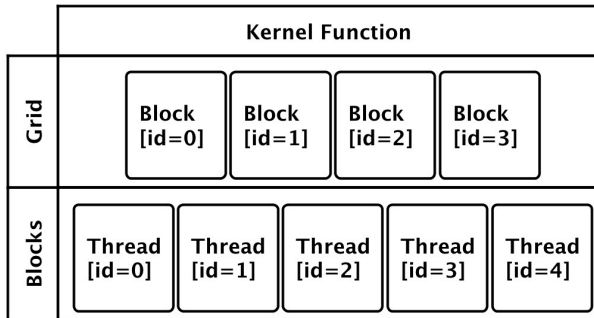 Kernel Function
Grid
Block Block Block Block
[id=0] [id=1] [id=2] [id=3]
Blocks
Thread Thread Thread Thread Thread
[id=0] [id=1] [id=2] [id=3] [id=4]